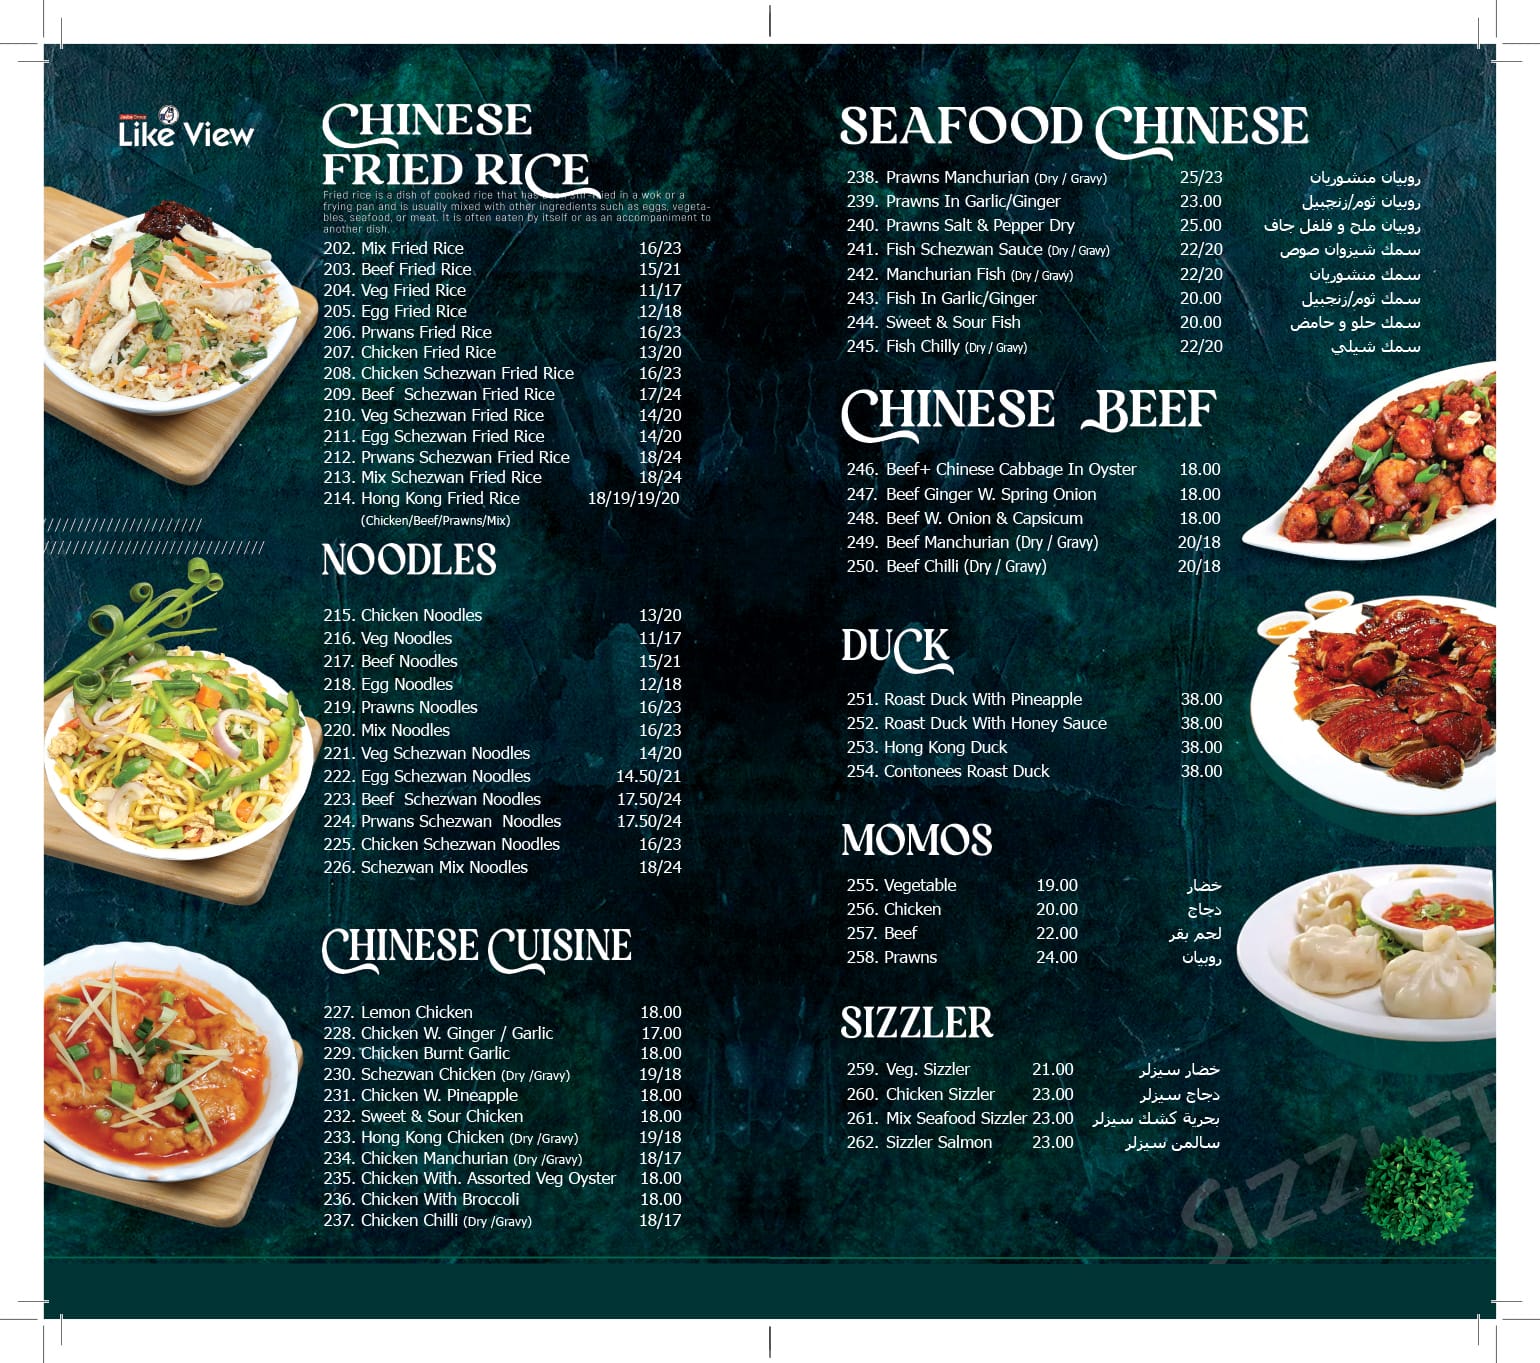 Like View
CHINESE
FRIED RICE
Fried rice is a dish of cooked rice that has been stir-fried in a wok or a
frying pan and is usually mixed with other ingredients such as eggs, vegeta-
bles, seafood, or meat. It is often eaten by itself or as an accompaniment to
another dish.
202. Mix Fried Rice 16/23
203. Beef Fried Rice 15/21
204. Veg Fried Rice 11/17
205. Egg Fried Rice 12/18
206. Prwans Fried Rice 16/23
207. Chicken Fried Rice 13/20
208. Chicken Schezwan Fried Rice 16/23
209. Beef Schezwan Fried Rice 17/24
210. Veg Schezwan Fried Rice 14/20
211. Egg Schezwan Fried Rice 14/20
212. Prwans Schezwan Fried Rice 18/24
213. Mix Schezwan Fried Rice 18/24
214. Hong Kong Fried Rice 18/19/19/20
(Chicken/Beef/Prawns/Mix)
NOODLES
215. Chicken Noodles 13/20
216. Veg Noodles 11/17
217. Beef Noodles 15/21
218. Egg Noodles 12/18
219. Prawns Noodles 16/23
220. Mix Noodles 16/23
221. Veg Schezwan Noodles 14/20
222. Egg Schezwan Noodles 14.50/21
223. Beef Schezwan Noodles 17.50/24
224. Prwans Schezwan Noodles 17.50/24
225. Chicken Schezwan Noodles 16/23
226. Schezwan Mix Noodles 18/24
CHINESE CUISINE
227. Lemon Chicken 18.00
228. Chicken W. Ginger / Garlic 17.00
229. Chicken Burnt Garlic 18.00
230. Schezwan Chicken (Dry /Gravy) 19/18
231. Chicken W. Pineapple 18.00
232. Sweet & Sour Chicken 18.00
233. Hong Kong Chicken (Dry /Gravy) 19/18
234. Chicken Manchurian (Dry /Gravy) 18/17
235. Chicken With. Assorted Veg Oyster 18.00
236. Chicken With Broccoli 18.00
237. Chicken Chilli (Dry /Gravy) 18/17
SEAFOOD CHINESE
238. Prawns Manchurian (Dry / Gravy) 25/23 روبيان منشوريان
239. Prawns In Garlic/Ginger 23.00 روبيان ثوم/زنجبيل
240. Prawns Salt & Pepper Dry 25.00 روبيان ملح و فلفل جاف
241. Fish Schezwan Sauce (Dry / Gravy) 22/20 سمك شيزوان صوص
242. Manchurian Fish (Dry / Gravy) 22/20 سمك منشوريان
243. Fish In Garlic/Ginger 20.00 سمك ثوم/زنجبيل
244. Sweet & Sour Fish 20.00 سمك حلو و حامض
245. Fish Chilly (Dry / Gravy) 22/20 سمك شيلي
CHINESE BEEF
246. Beef+ Chinese Cabbage In Oyster 18.00
247. Beef Ginger W. Spring Onion 18.00
248. Beef W. Onion & Capsicum 18.00
249. Beef Manchurian (Dry / Gravy) 20/18
250. Beef Chilli (Dry / Gravy) 20/18
DUCK
251. Roast Duck With Pineapple 38.00
252. Roast Duck With Honey Sauce 38.00
253. Hong Kong Duck 38.00
254. Contonees Roast Duck 38.00
MOMOS
255. Vegetable 19.00 خضار
256. Chicken 20.00 دجاج
257. Beef 22.00 لحم بقر
258. Prawns 24.00 روبيان
SIZZLER
259. Veg. Sizzler 21.00 خضار سيزلر
260. Chicken Sizzler 23.00 دجاج سيزلر
261. Mix Seafood Sizzler 23.00 بحرية كشك سيزلر
262. Sizzler Salmon 23.00 سالمن سيزلر
SIZZLER